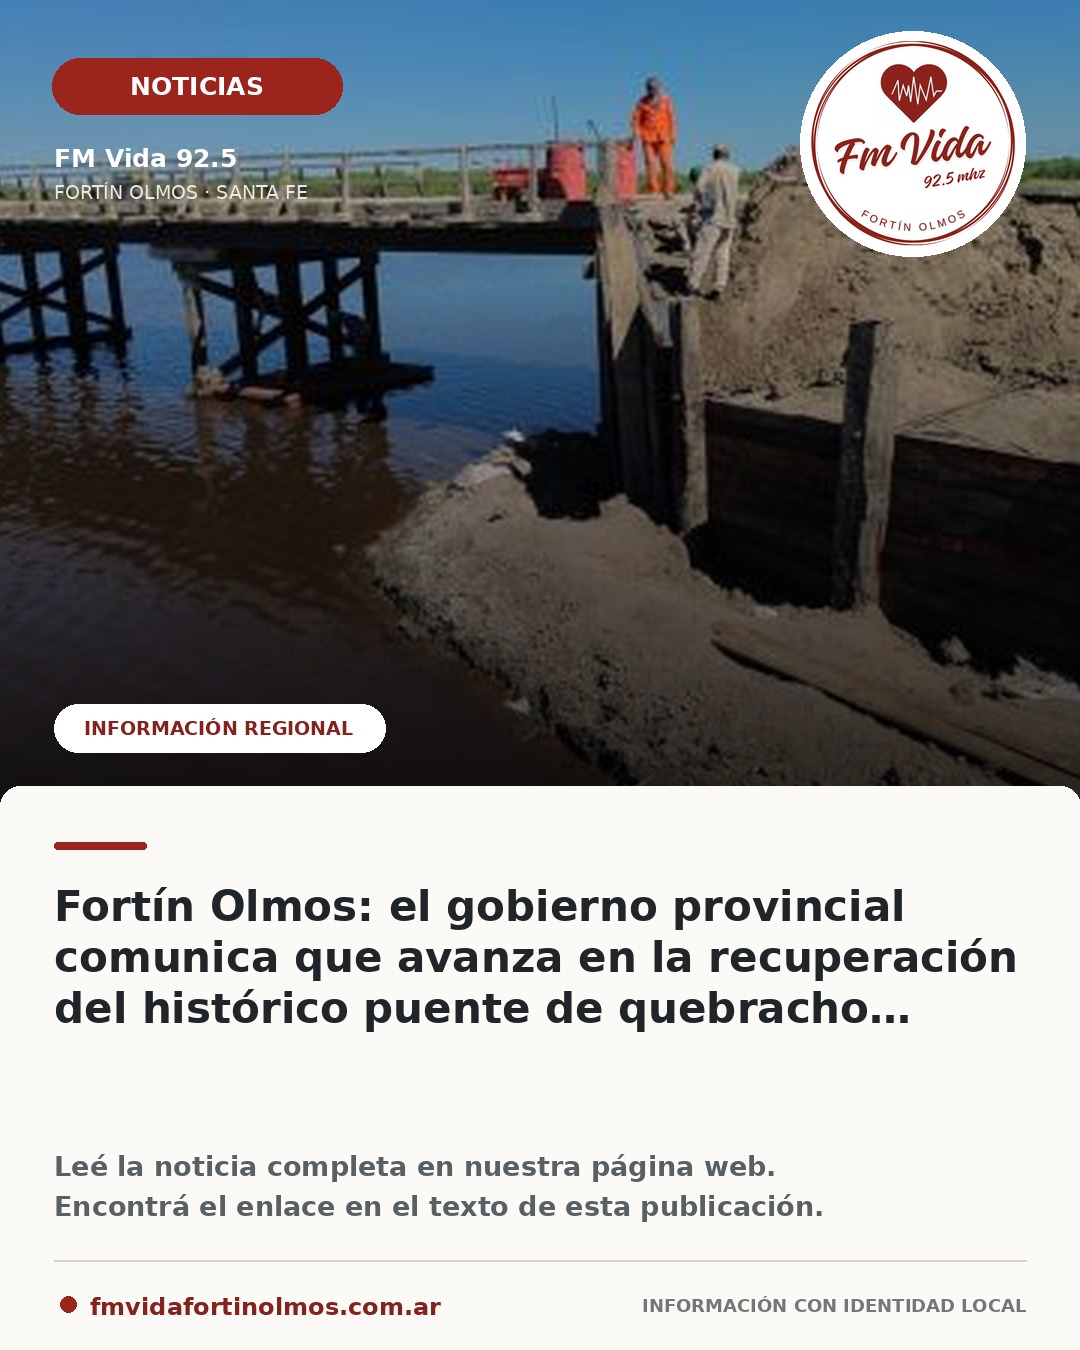 NOTICIAS
FM Vida 92.5
FORTÍN OLMOS · SANTA FE
Fm Vida
92.5 mhz
FORTÍN OLMOS
INFORMACIÓN REGIONAL
Fortín Olmos: el gobierno provincial
comunica que avanza en la recuperación
del histórico puente de quebracho…
Leé la noticia completa en nuestra página web.
Encontrá el enlace en el texto de esta publicación.
fmvidafortinolmos.com.ar
INFORMACIÓN CON IDENTIDAD LOCAL